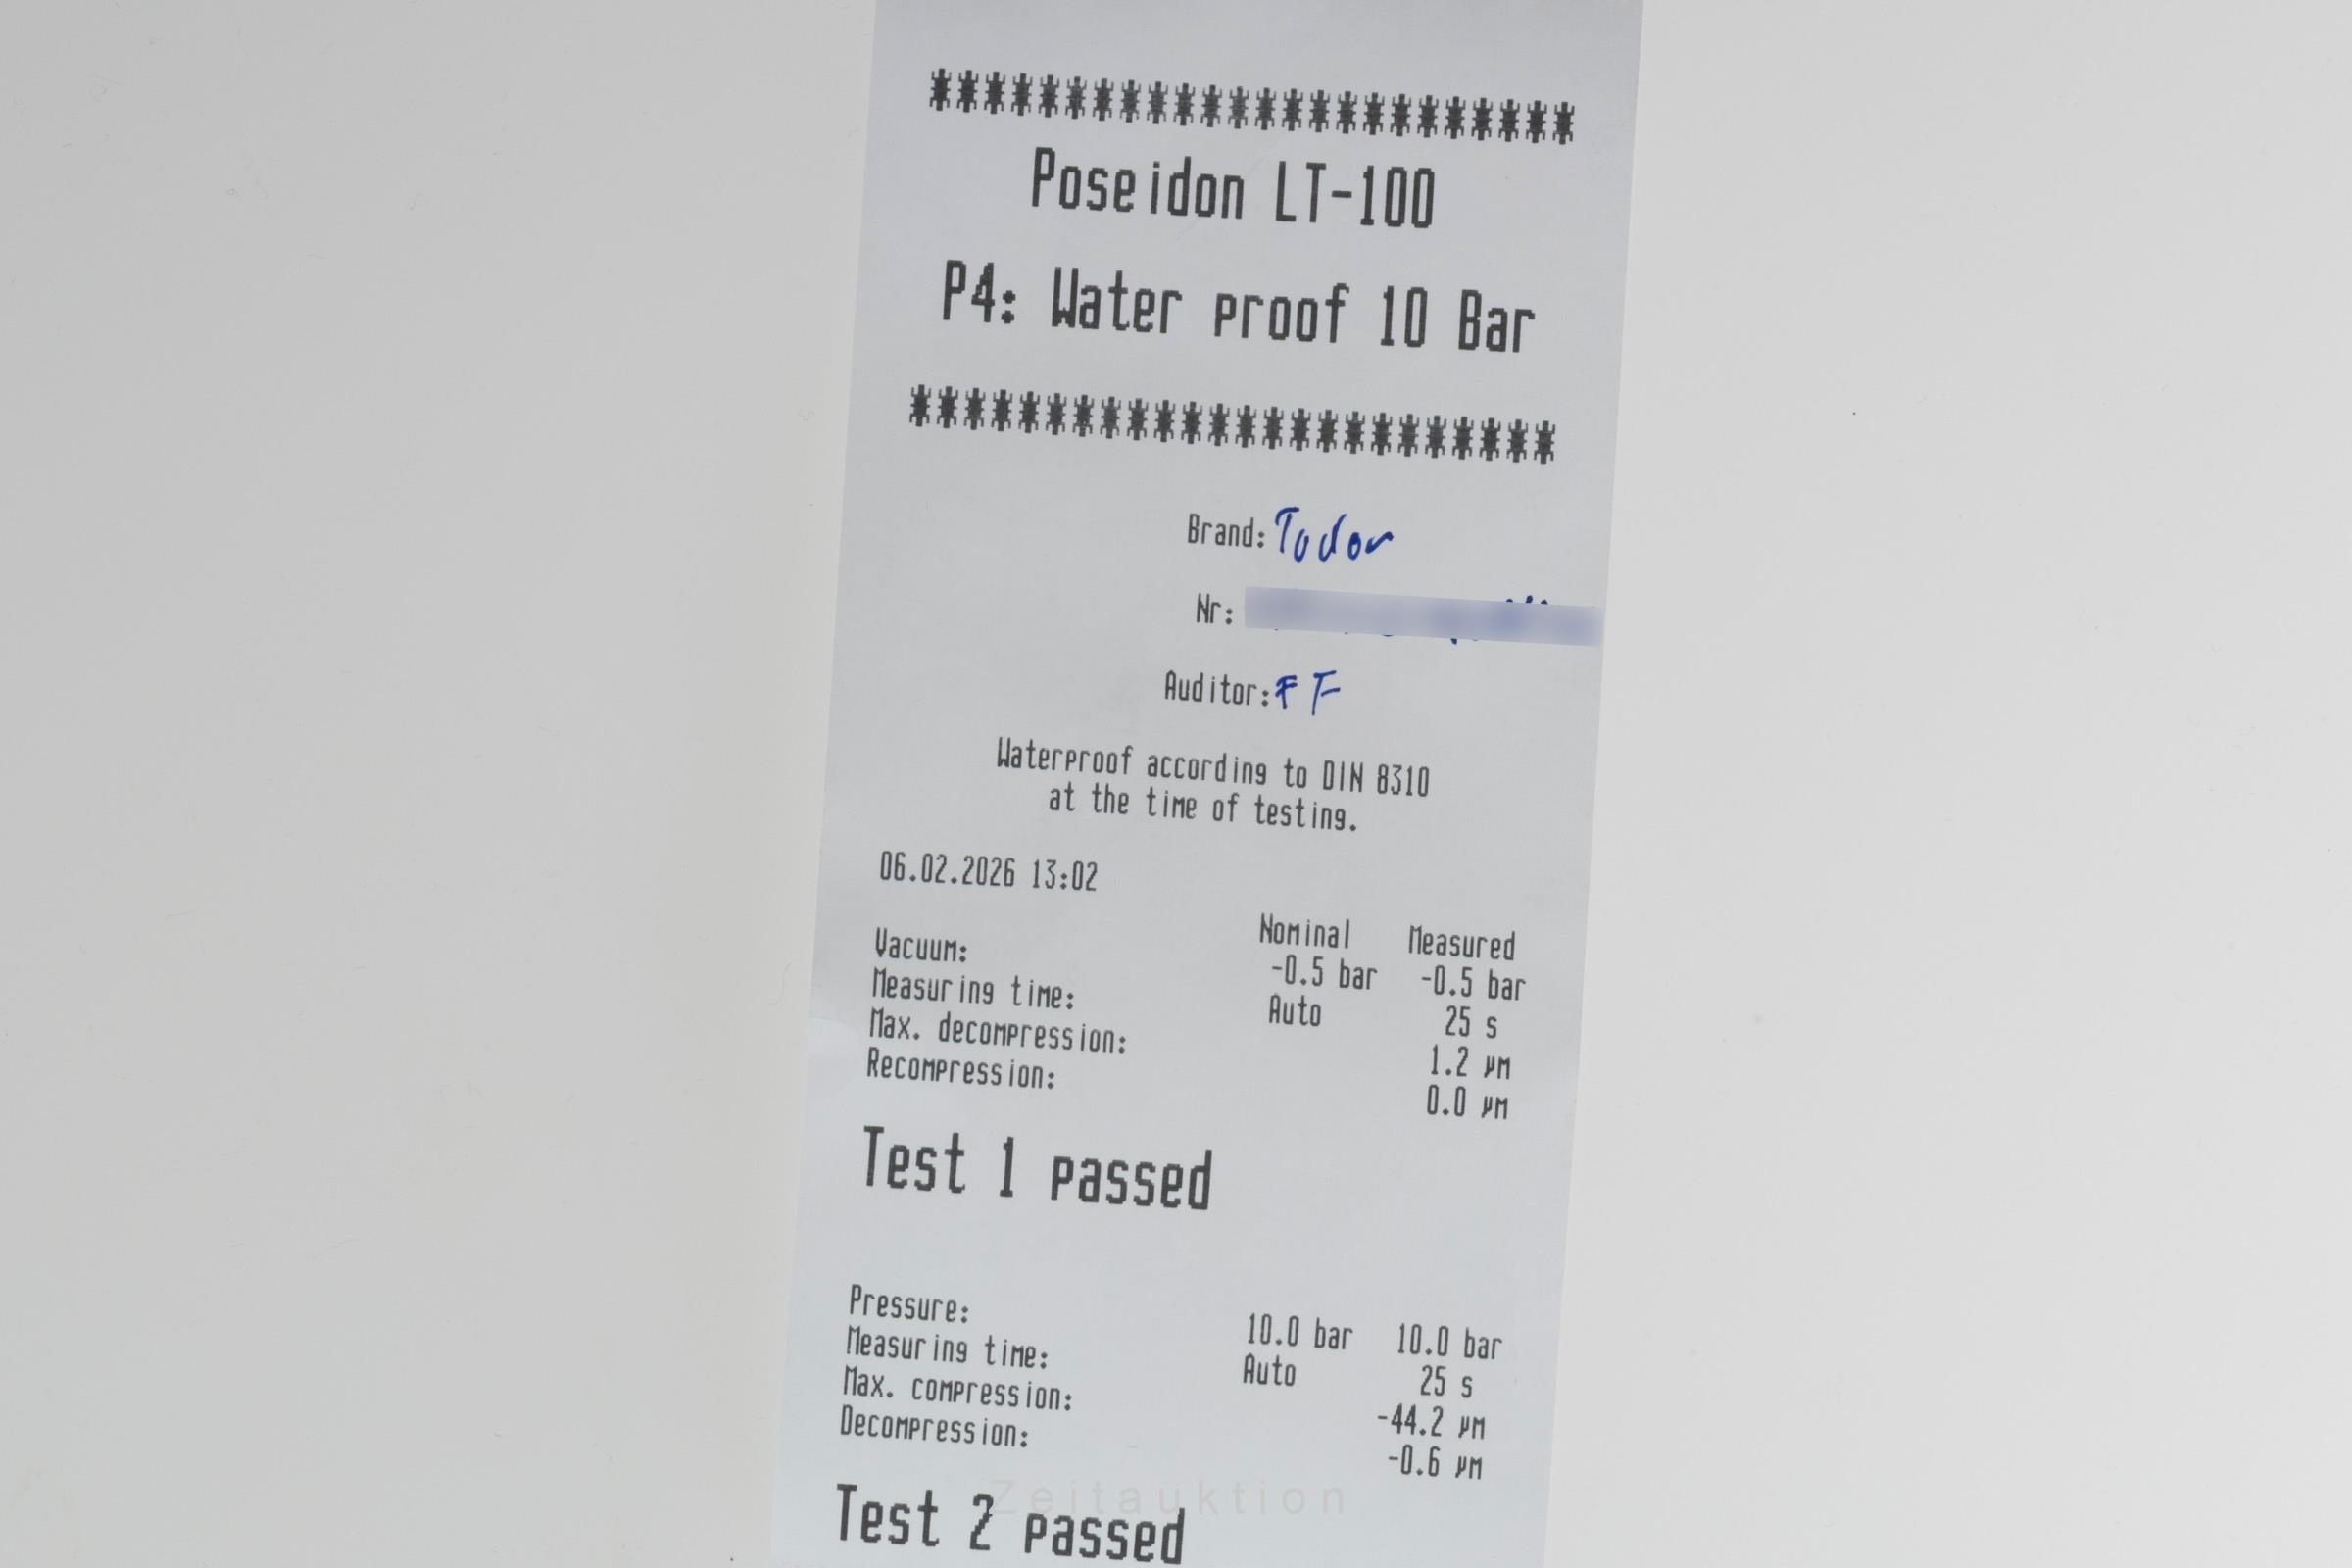 ************************
Poseidon LT-100
P4: Water proof 10 Bar
************************
Brand: Tudor
Nr:
Auditor: FF
Waterproof according to DIN 8310
at the time of testing.
06.02.2026 13:02
Nominal Measured
Vacuum: -0.5 bar -0.5 bar
Measuring time: Auto 25 s
Max. decompression: 1.2 µm
Recompression: 0.0 µm
Test 1 passed
Pressure: 10.0 bar 10.0 bar
Measuring time: Auto 25 s
Max. compression: -44.2 µm
Decompression: -0.6 µm
Zeitauktion
Test 2 passed